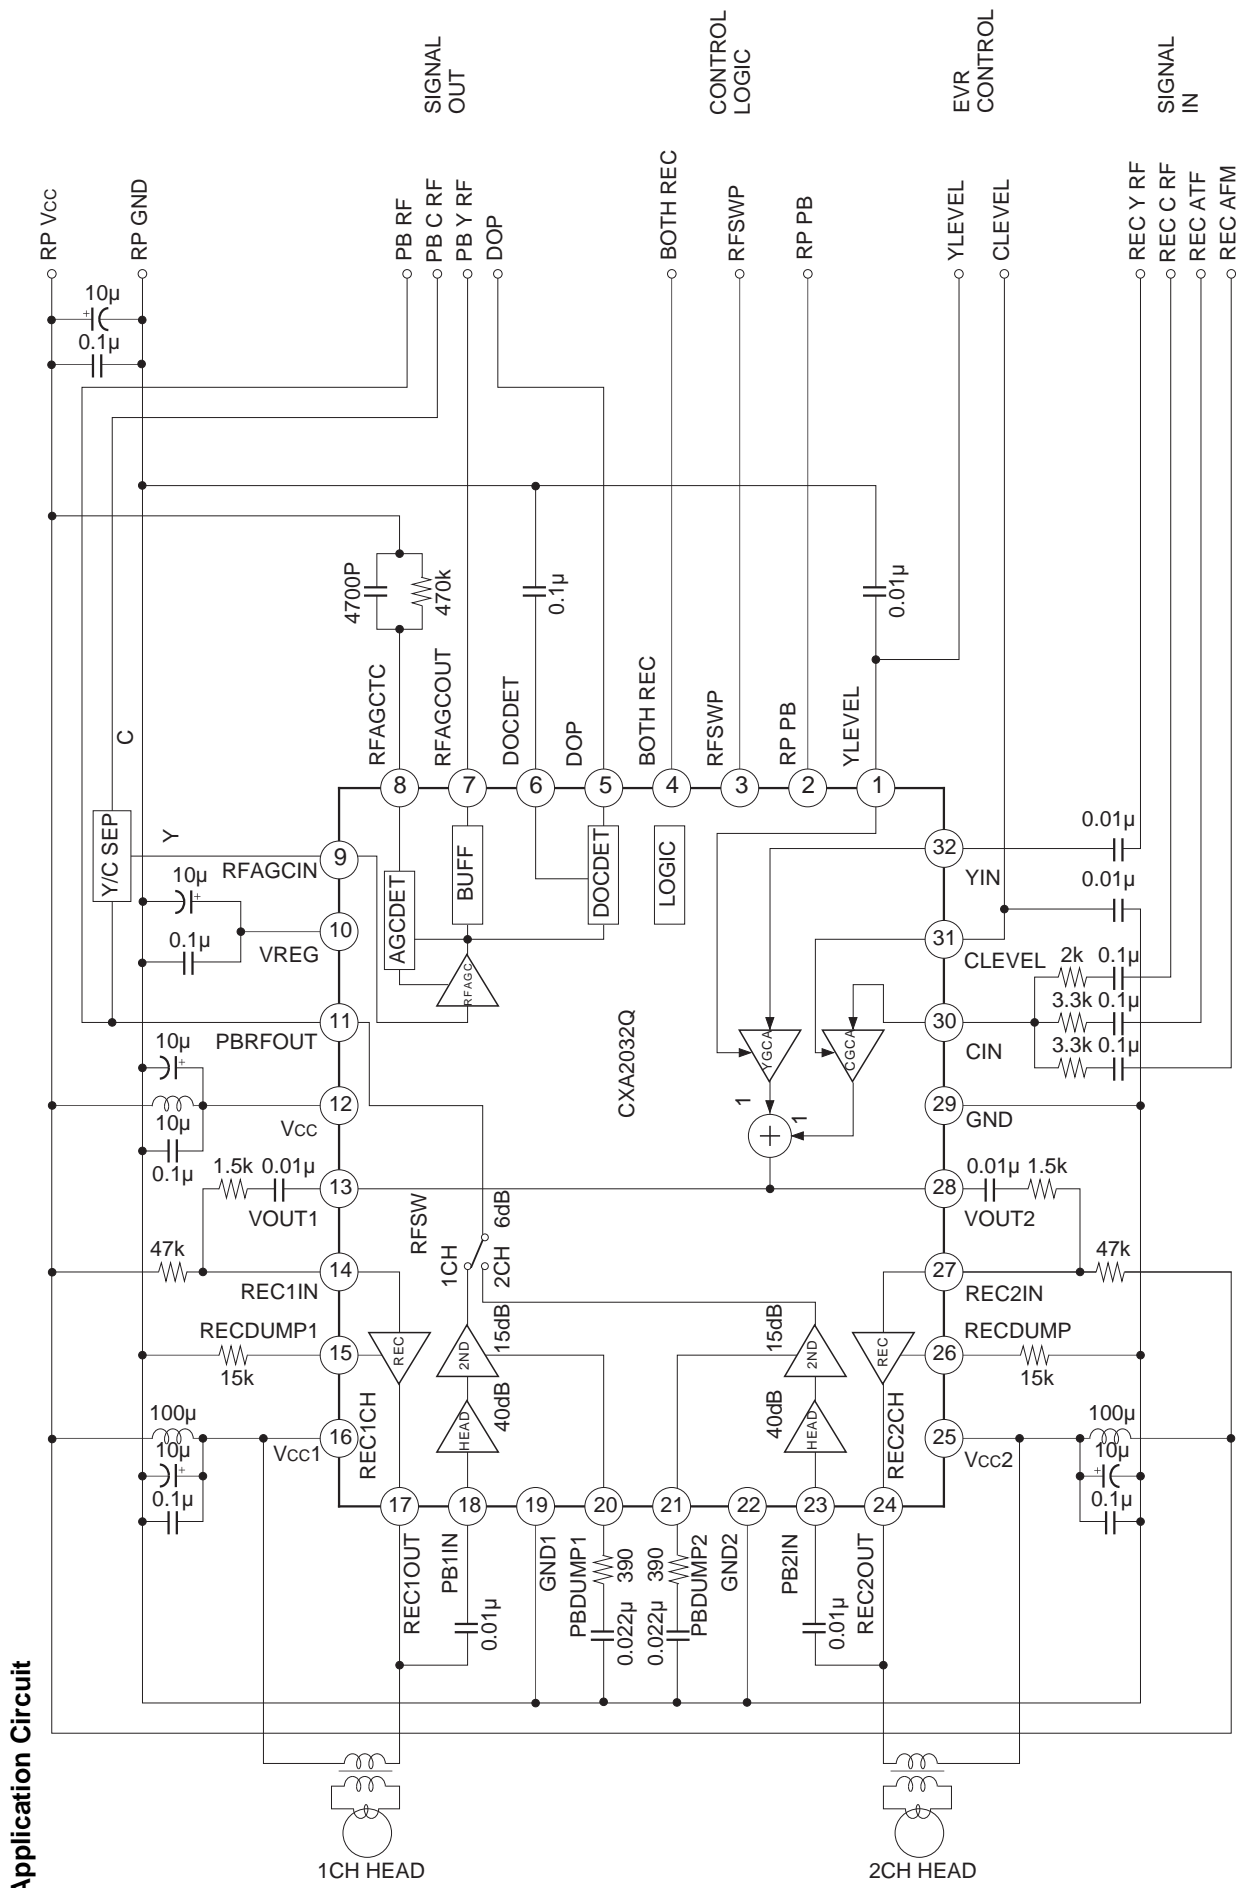 Application Circuit
RP VCC
RP GND
PB RF
PB C RF
PB Y RF
DOP
SIGNAL
OUT
BOTH REC
RFSWP
RP PB
CONTROL
LOGIC
YLEVEL
CLEVEL
EVR
CONTROL
REC Y RF
REC C RF
REC ATF
REC AFM
SIGNAL
IN
10µ
+
0.1µ
4700P
470k
0.1µ
0.01µ
C
Y/C SEP
Y
RFAGCTC
RFAGCOUT
DOCDET
DOP
BOTH REC
RFSWP
RP PB
YLEVEL
8
7
6
5
4
3
2
1
9
RFAGCIN
10µ
+
0.1µ
10
VREG
11
PBRFOUT
10µ
+
10µ
0.1µ
12
VCC
1.5k
0.01µ
13
VOUT1
47k
14
REC1IN
RECDUMP1
15
15k
100µ
10µ
+
0.1µ
16
VCC1
AGCDET
BUFF
DOCDET
LOGIC
RFAGC
YGCA
CGCA
1
1
+
CXA2032Q
RFSW
1CH
2CH
6dB
REC
REC1CH
2ND
15dB
HEAD
40dB
2ND
15dB
HEAD
40dB
REC
REC2CH
32
YIN
0.01µ
0.01µ
31
CLEVEL
2k
0.1µ
3.3k
0.1µ
3.3k
0.1µ
30
CIN
29
GND
28
VOUT2
0.01µ
1.5k
27
REC2IN
47k
RECDUMP
26
15k
25
VCC2
100µ
10µ
+
0.1µ
17
18
19
20
21
22
23
24
REC1OUT
PB1IN
GND1
PBDUMP1
PBDUMP2
GND2
PB2IN
REC2OUT
0.01µ
390
0.022µ
390
0.022µ
0.01µ
1CH HEAD
2CH HEAD